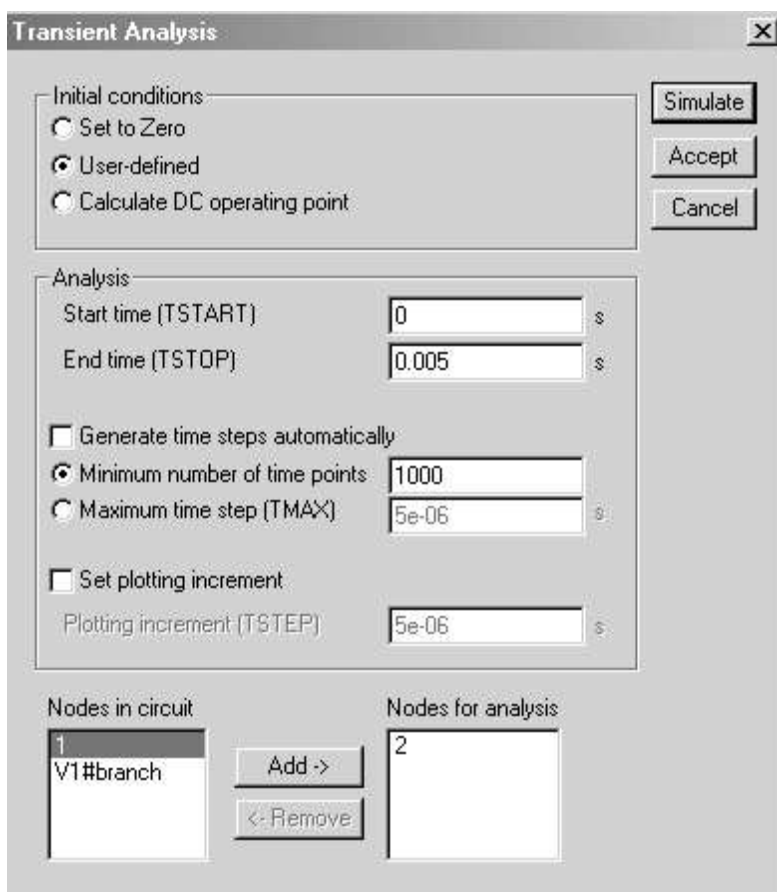 Transient Analysis
Initial conditions
Set to Zero
User-defined
Calculate DC operating point
Simulate
Accept
Cancel
Analysis
Start time (TSTART) 0 s
End time (TSTOP) 0.005 s
Generate time steps automatically
Minimum number of time points 1000
Maximum time step (TMAX) 5e-06 s
Set plotting increment
Plotting increment (TSTEP) 5e-06 s
Nodes in circuit
1
V1#branch
Add ->
<- Remove
Nodes for analysis
2